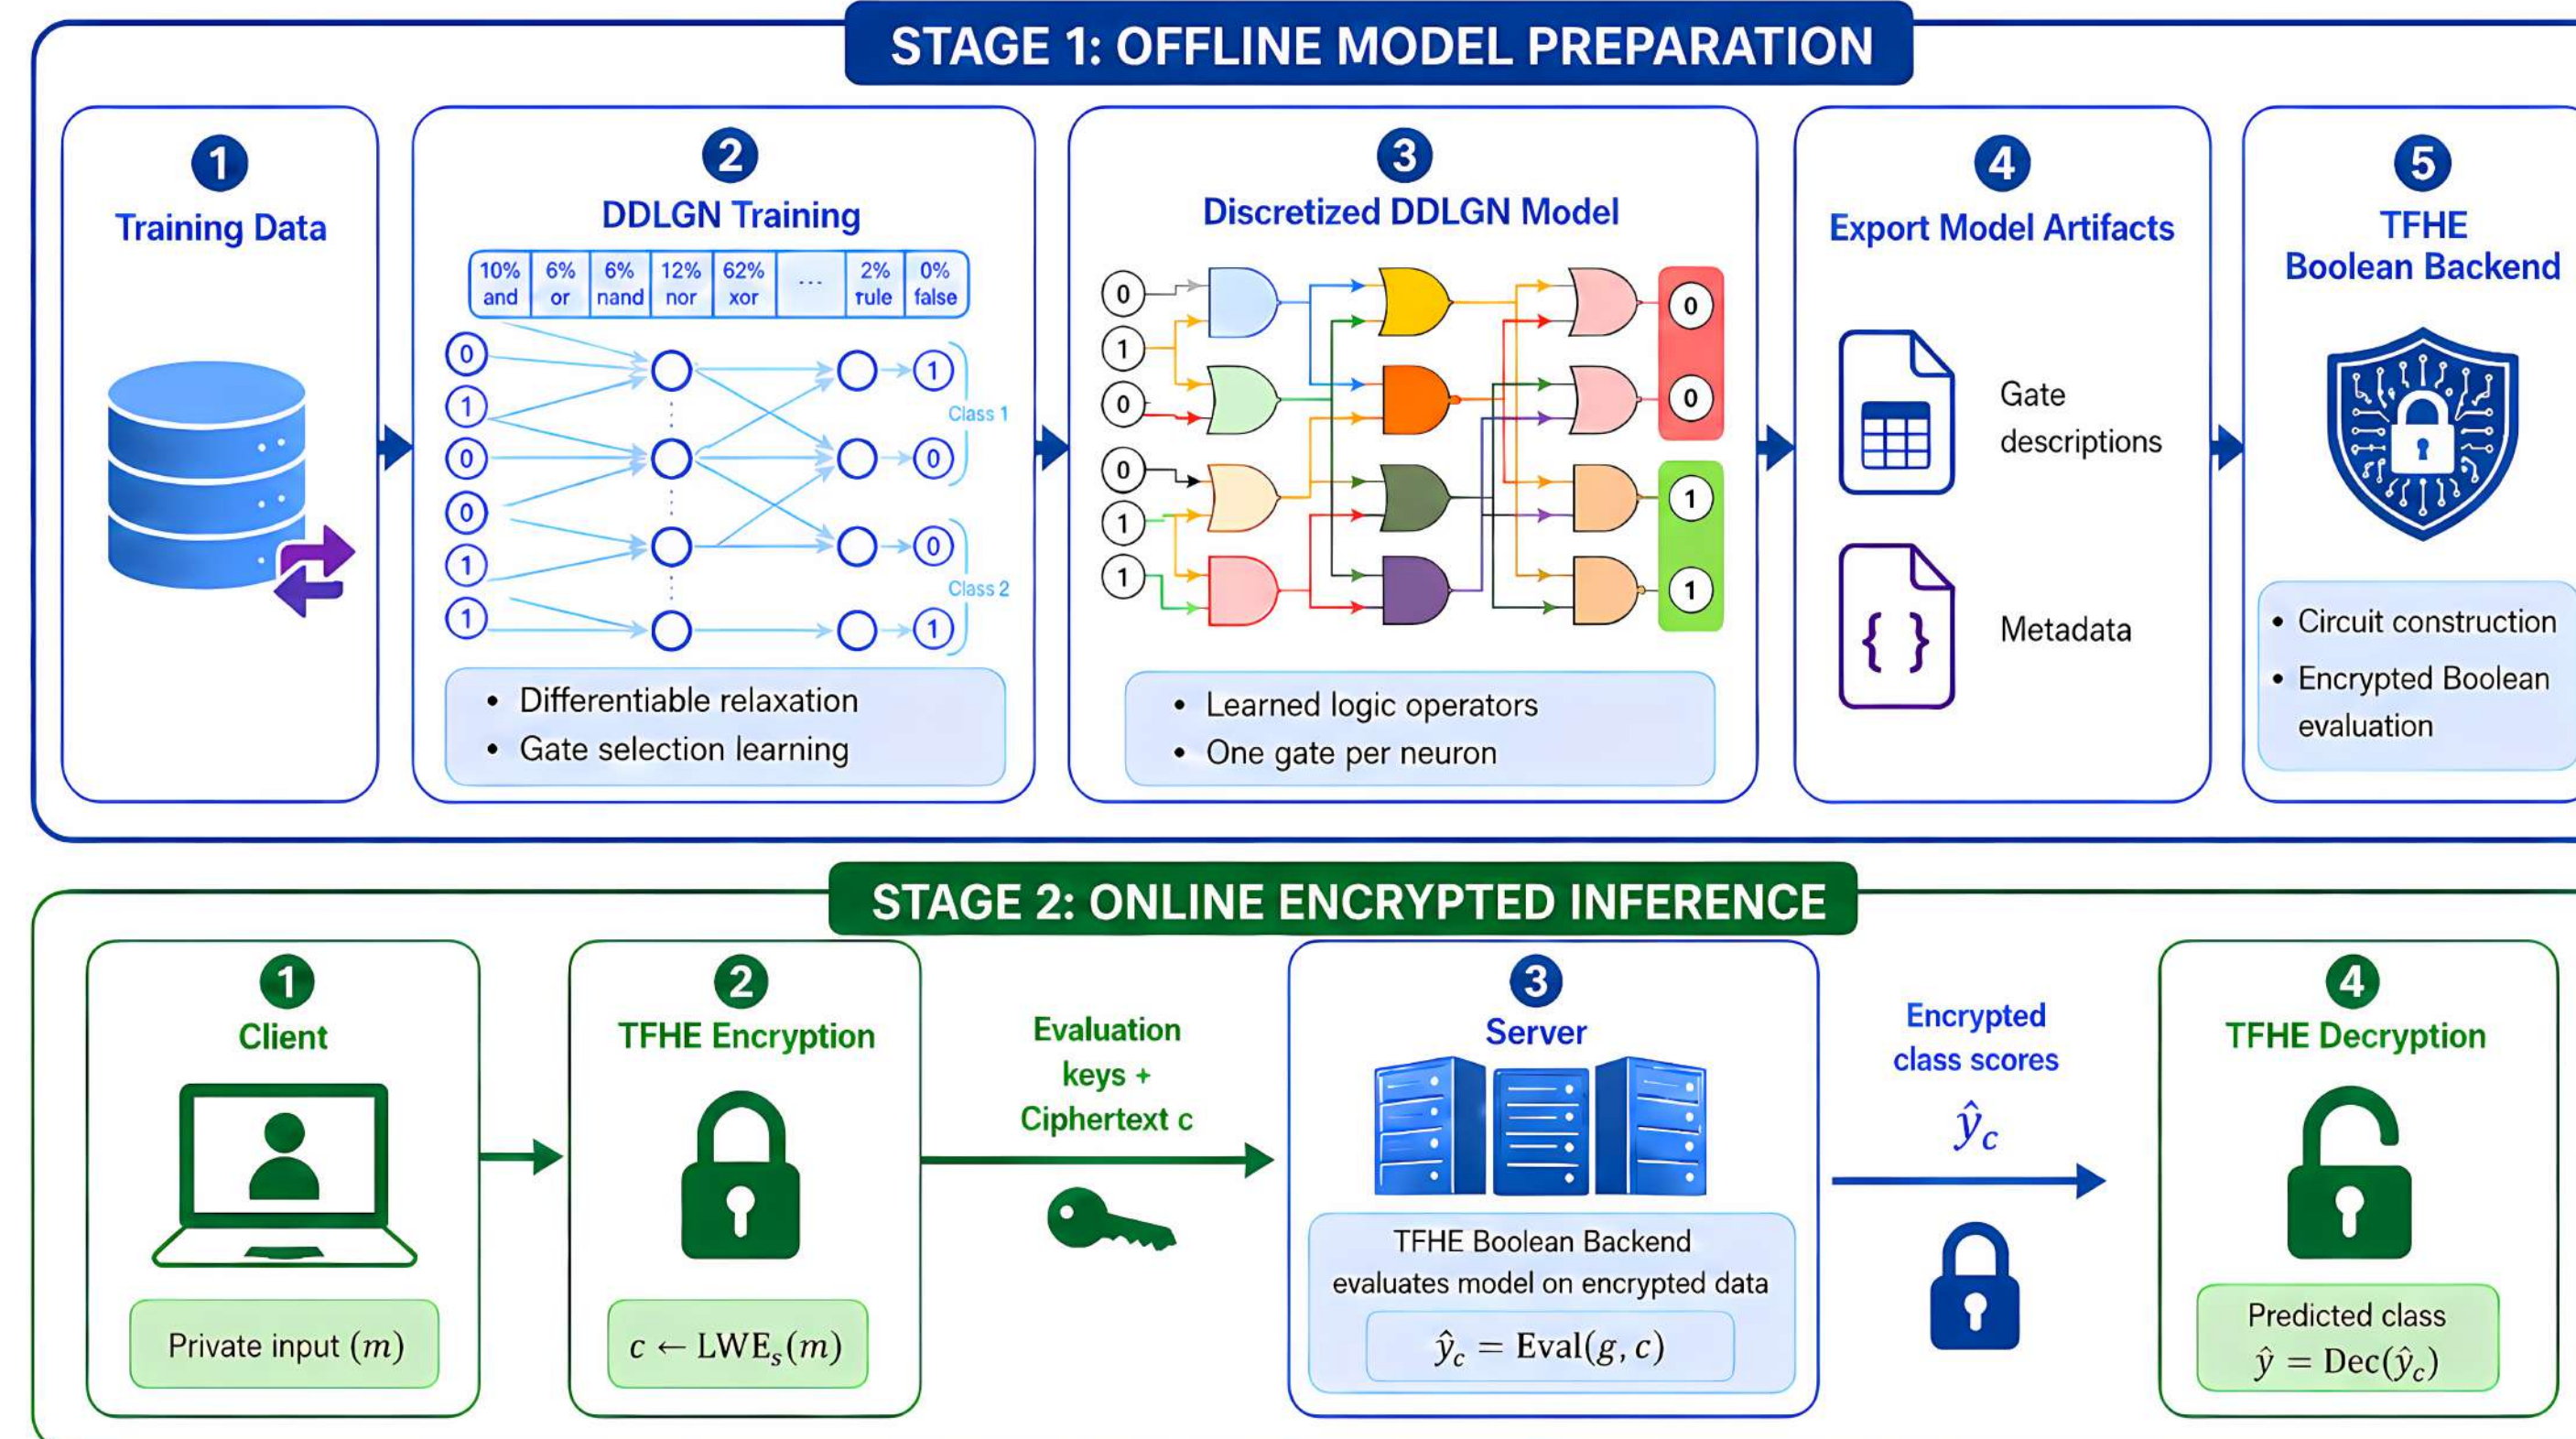 STAGE 1: OFFLINE MODEL PREPARATION
1
Training Data
2
DDLGN Training
10% and
6% or
6% nand
12% nor
62% xor
...
2% rule
0% false
0
1
0
0
1
1
1
0
0
1
Class 1
Class 2
• Differentiable relaxation
• Gate selection learning
3
Discretized DDLGN Model
0
1
0
0
1
1
0
0
1
1
• Learned logic operators
• One gate per neuron
4
Export Model Artifacts
Gate
descriptions
{ }
Metadata
5
TFHE
Boolean Backend
• Circuit construction
• Encrypted Boolean
evaluation
STAGE 2: ONLINE ENCRYPTED INFERENCE
1
Client
Private input (m)
2
TFHE Encryption
c ← LWEₛ(m)
Evaluation
keys +
Ciphertext c
3
Server
TFHE Boolean Backend
evaluates model on encrypted data
ŷ_c = Eval(g, c)
Encrypted
class scores
ŷ_c
4
TFHE Decryption
Predicted class
ŷ = Dec(ŷ_c)